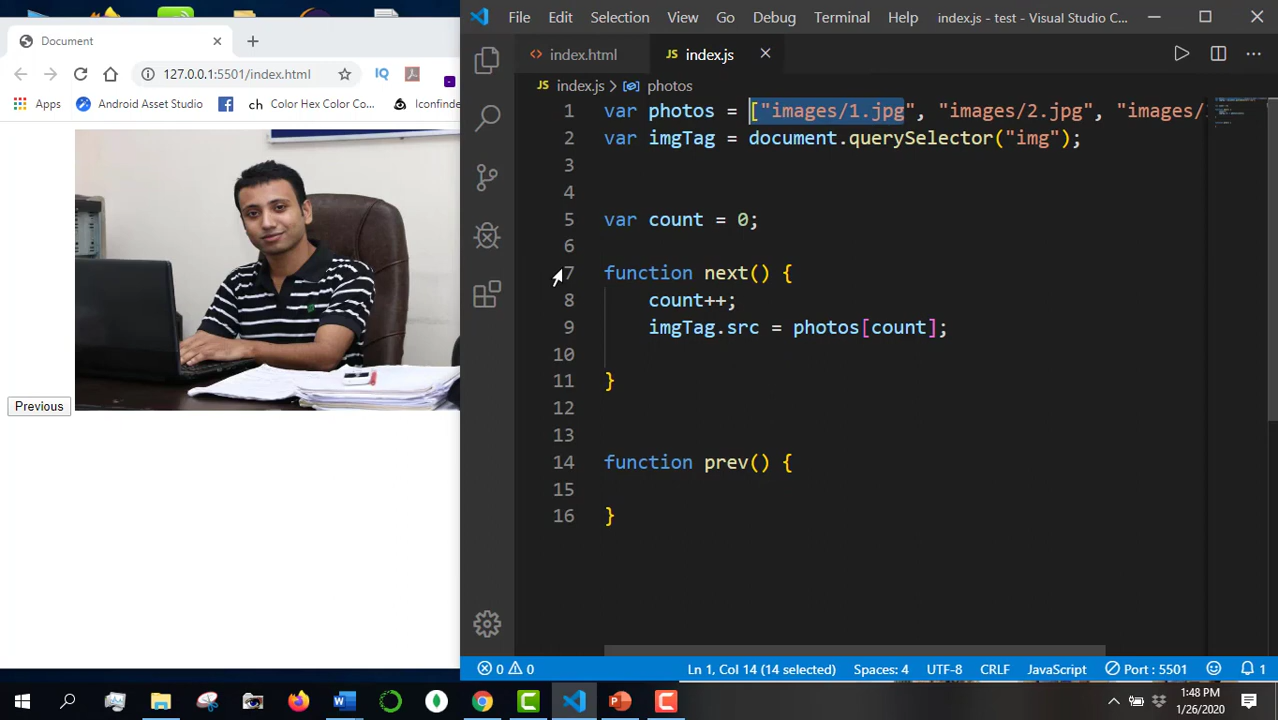 Document
127.0.0.1:5501/index.html
IQ
Apps
Android Asset Studio
ch Color Hex Color Co...
Iconfinde
Previous
File Edit Selection View Go Debug Terminal Help index.js - test - Visual Studio C...
<> index.html JS index.js
JS index.js > photos
1 var photos = ["images/1.jpg", "images/2.jpg", "images/
2 var imgTag = document.querySelector("img");
3
4
5 var count = 0;
6
7 function next() {
8 count++;
9 imgTag.src = photos[count];
10
11 }
12
13
14 function prev() {
15
16 }
0 0 Ln 1, Col 14 (14 selected) Spaces: 4 UTF-8 CRLF JavaScript Port : 5501 1
1:48 PM
1/26/2020